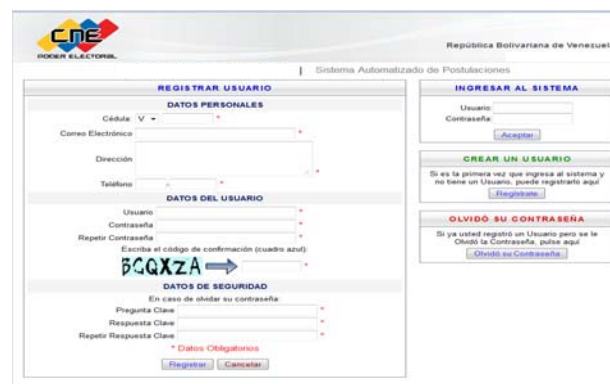 CNE
PODER ELECTORAL
República Bolivariana de Venezuel
| Sistema Automatizado de Postulaciones
REGISTRAR USUARIO
DATOS PERSONALES
Cédula V *
Correo Electrónico *
Dirección *
Teléfono - *
DATOS DEL USUARIO
Usuario *
Contraseña *
Repetir Contraseña *
Escriba el código de confirmación (cuadro azul):
BCQXZA *
DATOS DE SEGURIDAD
En caso de olvidar su contraseña:
Pregunta Clave *
Respuesta Clave *
Repetir Respuesta Clave *
* Datos Obligatorios
Registrar Cancelar
INGRESAR AL SISTEMA
Usuario:
Contraseña:
Aceptar
CREAR UN USUARIO
Si es la primera vez que ingresa al sistema y
no tiene un Usuario, puede registrarlo aquí
Registrate
OLVIDÓ SU CONTRASEÑA
Si ya usted registró un Usuario pero se le
Olvidó la Contraseña, pulse aquí
Olvidó su Contraseña